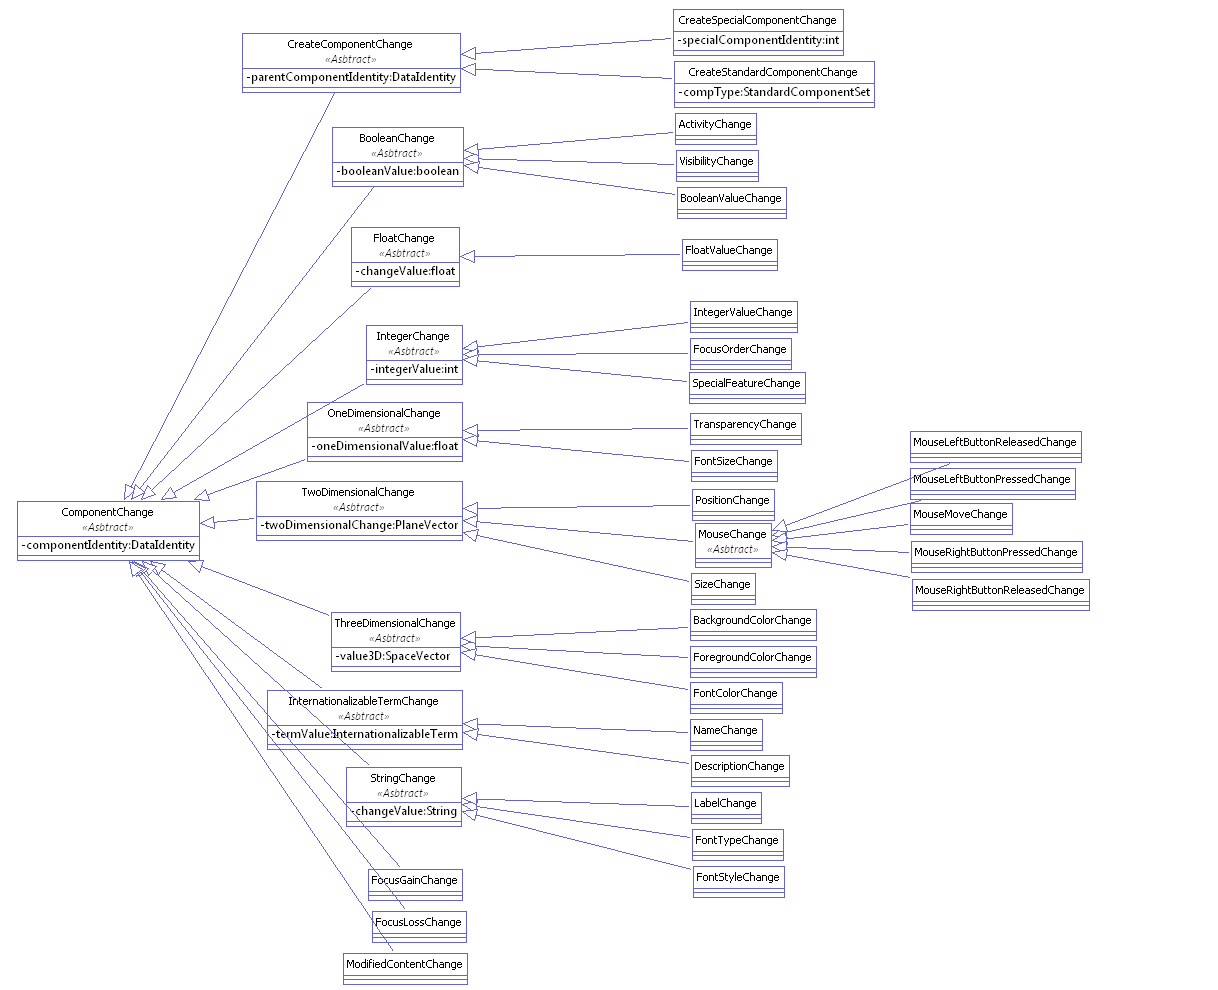 CreateComponentChange
«Asbtract»
-parentComponentIdentity:DataIdentity
CreateSpecialComponentChange
-specialComponentIdentity:int
CreateStandardComponentChange
-compType:StandardComponentSet
BooleanChange
«Asbtract»
-booleanValue:boolean
ActivityChange
VisibilityChange
BooleanValueChange
FloatChange
«Asbtract»
-changeValue:float
FloatValueChange
IntegerChange
«Asbtract»
-integerValue:int
IntegerValueChange
FocusOrderChange
SpecialFeatureChange
OneDimensionalChange
«Asbtract»
-oneDimensionalValue:float
TransparencyChange
FontSizeChange
TwoDimensionalChange
«Asbtract»
-twoDimensionalChange:PlaneVector
PositionChange
MouseChange
«Asbtract»
SizeChange
MouseLeftButtonReleasedChange
MouseLeftButtonPressedChange
MouseMoveChange
MouseRightButtonPressedChange
MouseRightButtonReleasedChange
ComponentChange
«Asbtract»
-componentIdentity:DataIdentity
ThreeDimensionalChange
«Asbtract»
-value3D:SpaceVector
BackgroundColorChange
ForegroundColorChange
FontColorChange
InternationalizableTermChange
«Asbtract»
-termValue:InternationalizableTerm
NameChange
DescriptionChange
StringChange
«Asbtract»
-changeValue:String
LabelChange
FontTypeChange
FontStyleChange
FocusGainChange
FocusLossChange
ModifiedContentChange